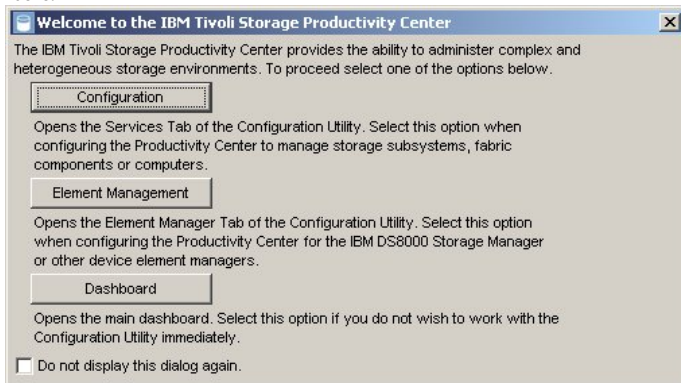 Welcome to the IBM Tivoli Storage Productivity Center
The IBM Tivoli Storage Productivity Center provides the ability to administer complex and
heterogeneous storage environments. To proceed select one of the options below.
Configuration
Opens the Services Tab of the Configuration Utility. Select this option when
configuring the Productivity Center to manage storage subsystems, fabric
components or computers.
Element Management
Opens the Element Manager Tab of the Configuration Utility. Select this option
when configuring the Productivity Center for the IBM DS8000 Storage Manager
or other device element managers.
Dashboard
Opens the main dashboard. Select this option if you do not wish to work with the
Configuration Utility immediately.
Do not display this dialog again.